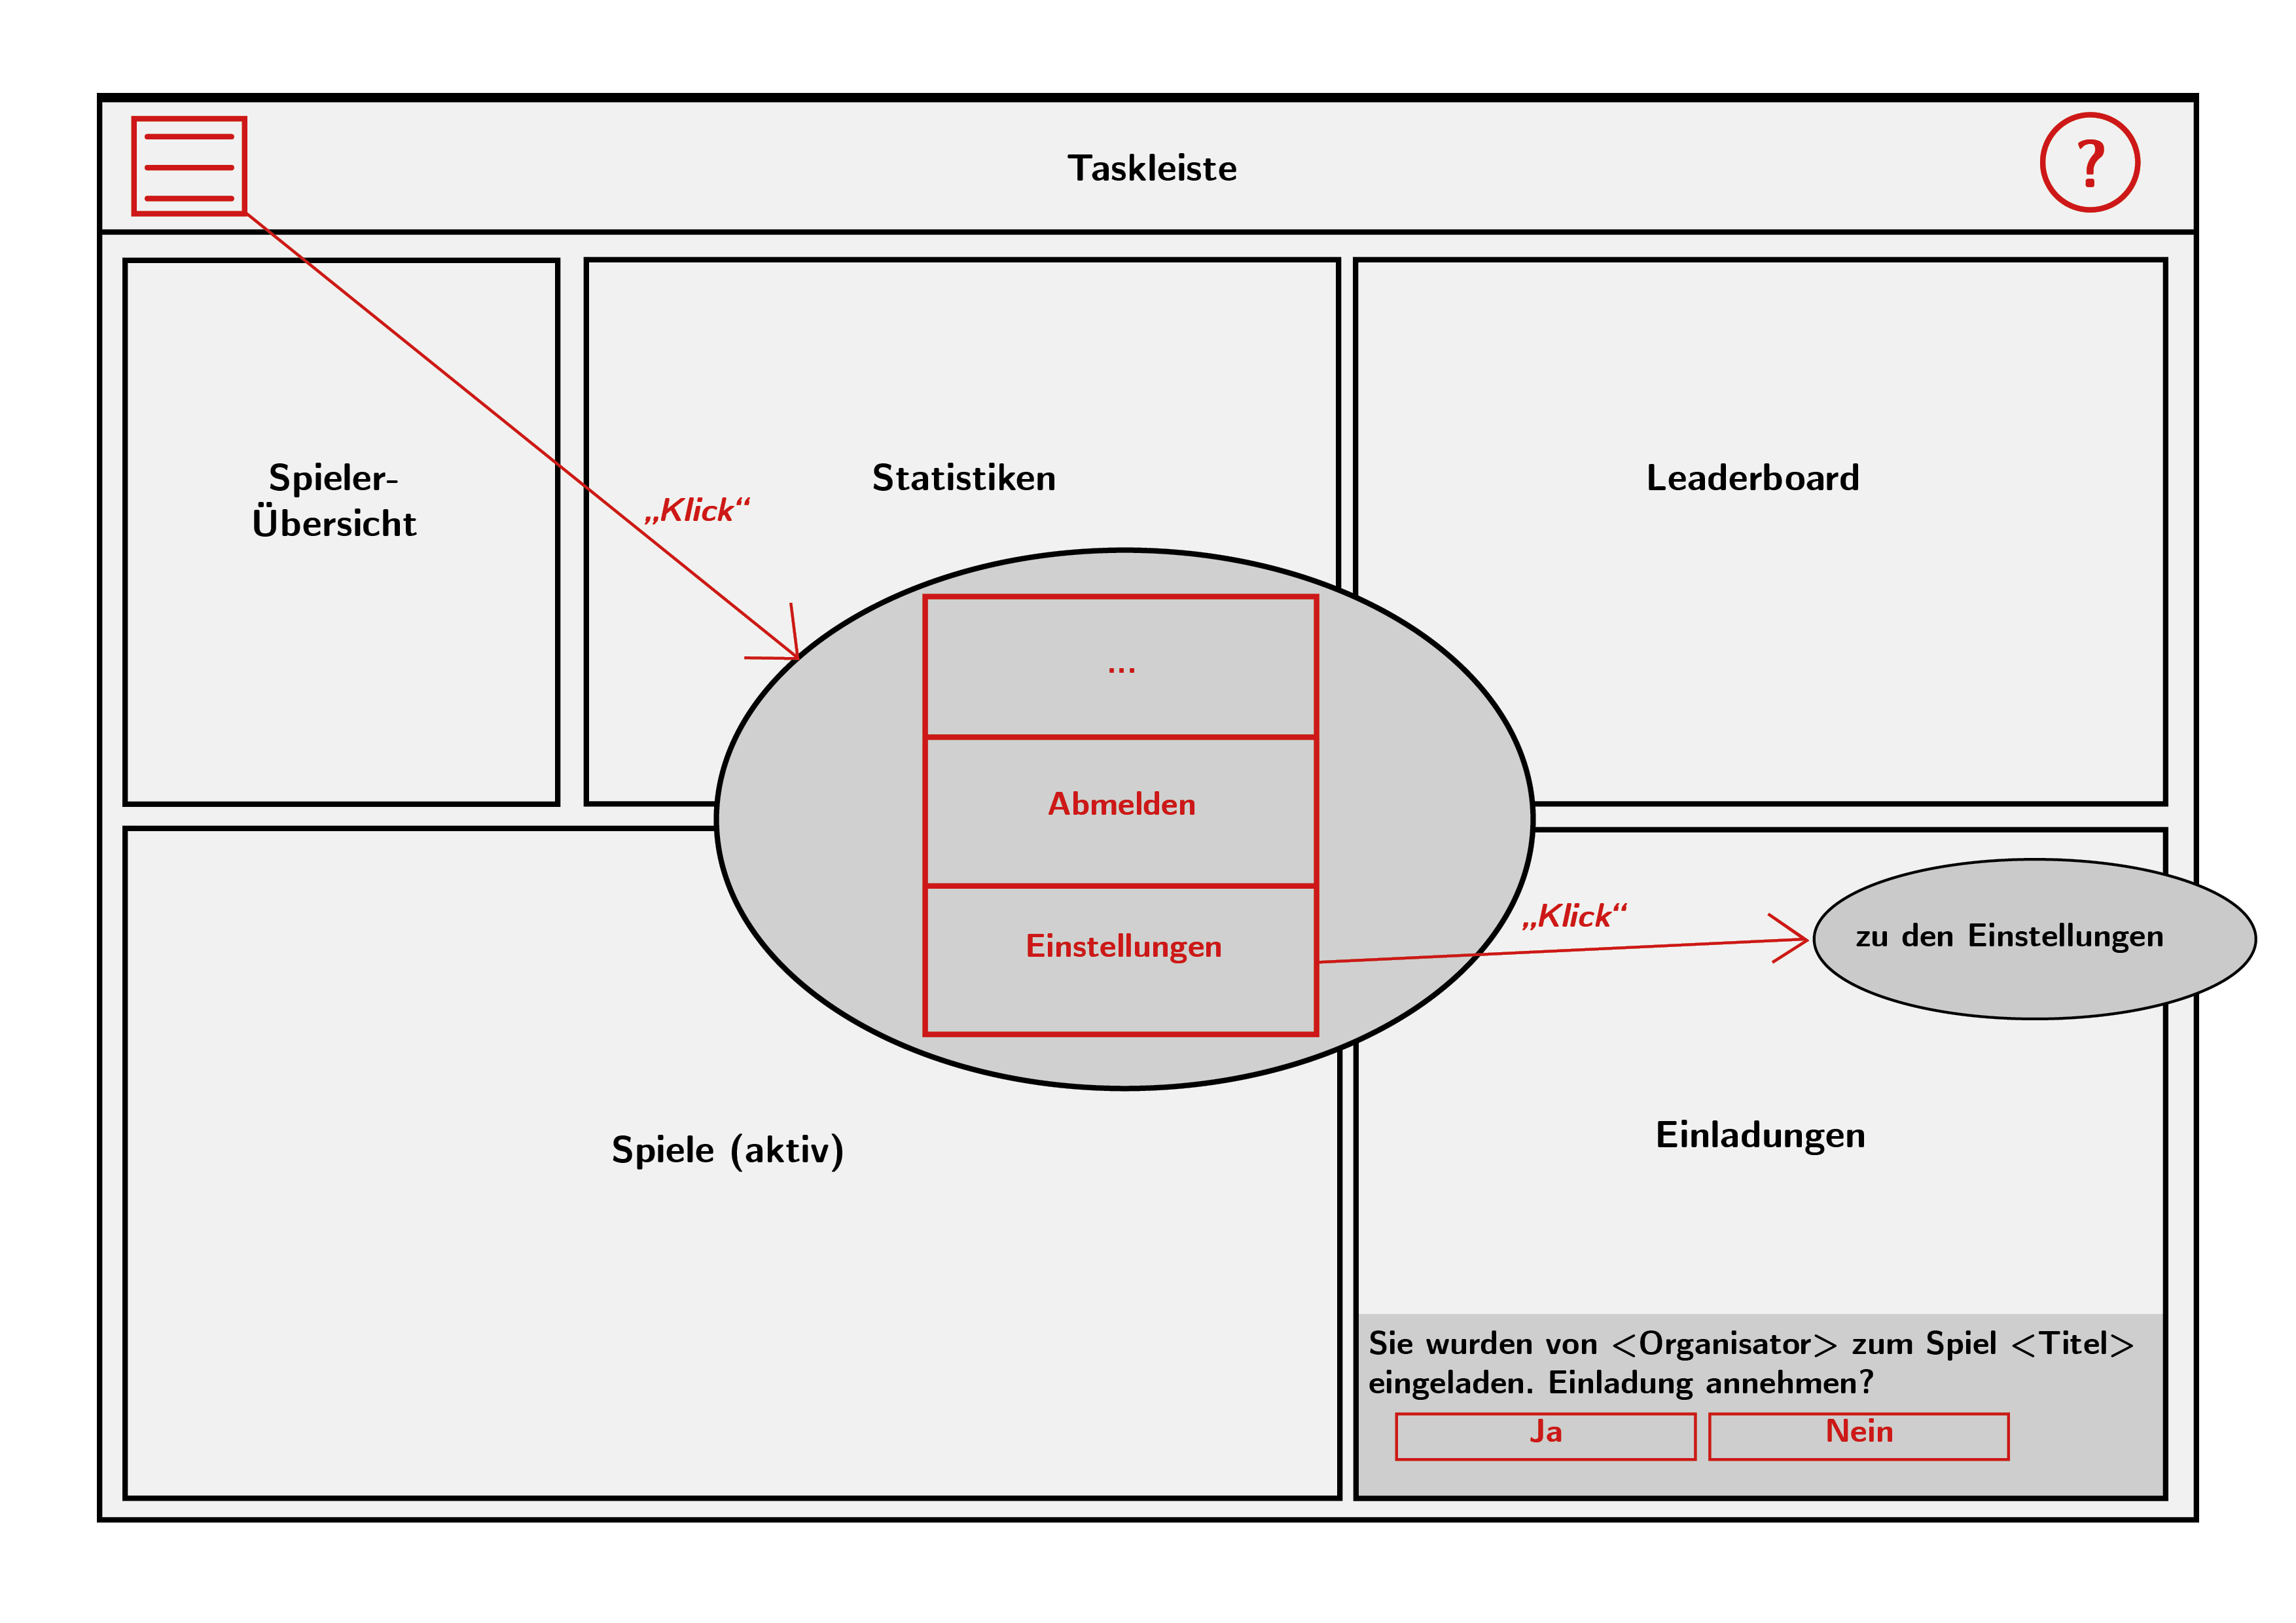 Taskleiste
?
Spieler-
Übersicht
Statistiken
Leaderboard
„Klick“
...
Abmelden
Einstellungen
„Klick“
zu den Einstellungen
Spiele (aktiv)
Einladungen
Sie wurden von <Organisator> zum Spiel <Titel>
eingeladen. Einladung annehmen?
Ja
Nein